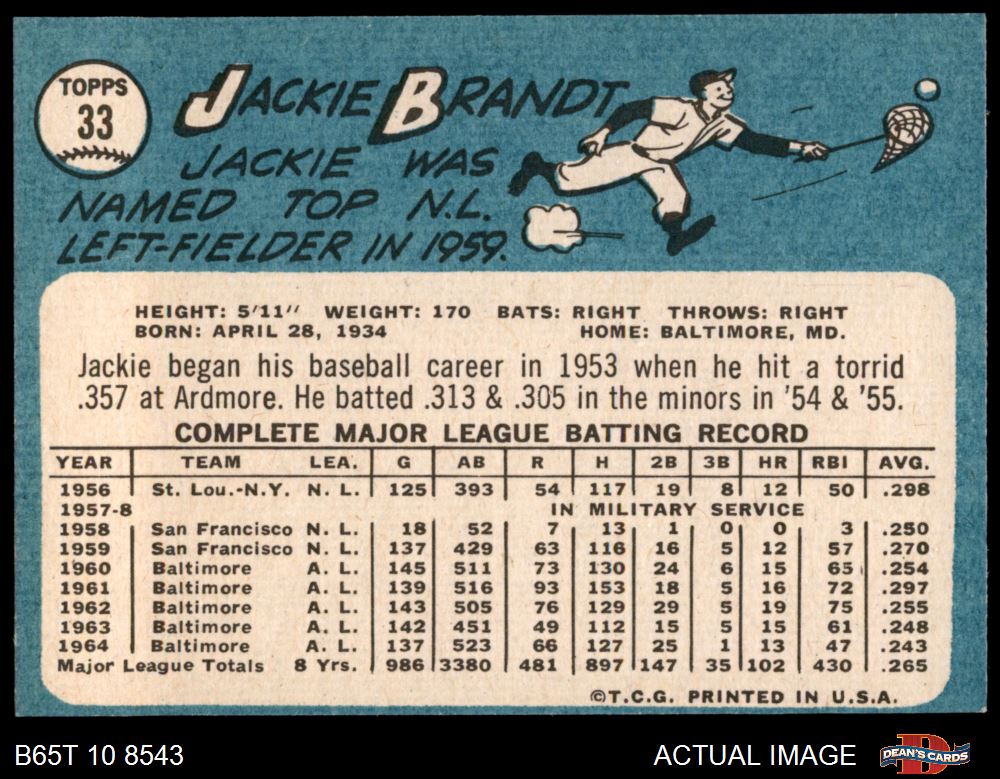 TOPPS
33
JACKIE BRANDT
JACKIE WAS
NAMED TOP N.L.
LEFT-FIELDER IN 1959.
HEIGHT: 5'11" WEIGHT: 170 BATS: RIGHT THROWS: RIGHT
BORN: APRIL 28, 1934 HOME: BALTIMORE, MD.
Jackie began his baseball career in 1953 when he hit a torrid
.357 at Ardmore. He batted .313 & .305 in the minors in '54 & '55.
COMPLETE MAJOR LEAGUE BATTING RECORD
YEAR TEAM LEA. G AB R H 2B 3B HR RBI AVG.
1956 St. Lou.-N.Y. N. L. 125 393 54 117 19 8 12 50 .298
1957-8 IN MILITARY SERVICE
1958 San Francisco N. L. 18 52 7 13 1 0 0 3 .250
1959 San Francisco N. L. 137 429 63 116 16 5 12 57 .270
1960 Baltimore A. L. 145 511 73 130 24 6 15 65 .254
1961 Baltimore A. L. 139 516 93 153 18 5 16 72 .297
1962 Baltimore A. L. 143 505 76 129 29 5 19 75 .255
1963 Baltimore A. L. 142 451 49 112 15 5 15 61 .248
1964 Baltimore A. L. 137 523 66 127 25 1 13 47 .243
Major League Totals 8 Yrs. 986 3380 481 897 147 35 102 430 .265
©T.C.G. PRINTED IN U.S.A.
B65T 10 8543 ACTUAL IMAGE DEAN'S CARDS